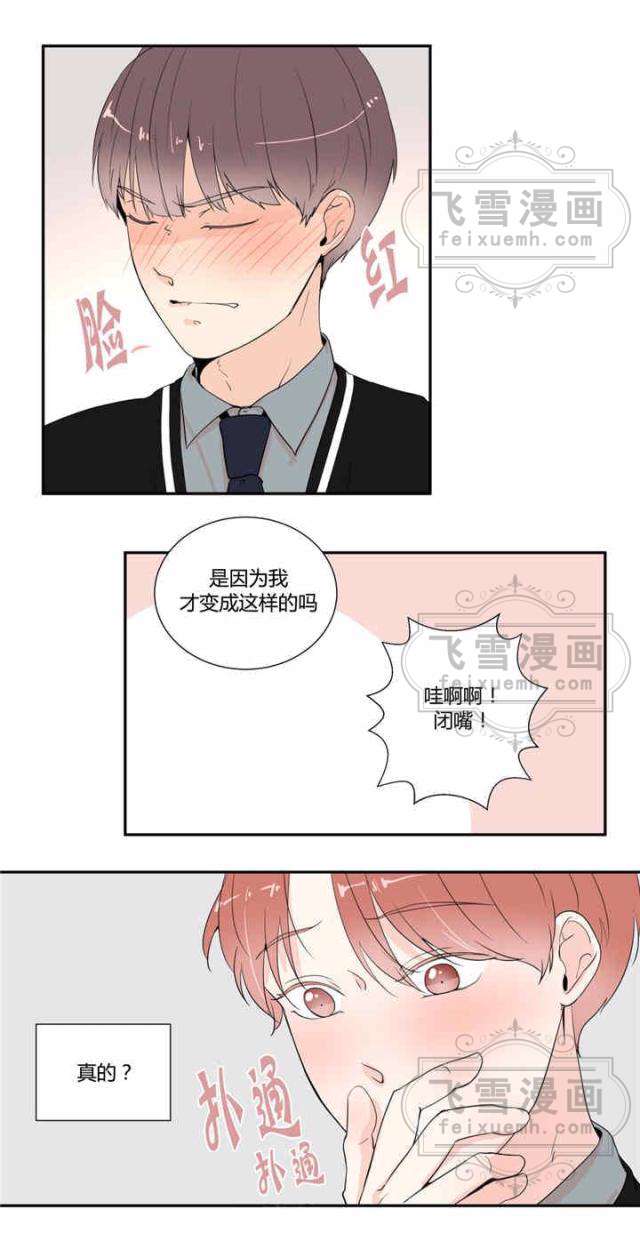 飞雪漫画
feixuemh.com
红
脸
是因为我
才变成这样的吗
飞雪漫画
feixuemh.com
哇啊啊！
闭嘴！
真的？
扑通
扑通
飞雪漫画
feixuemh.com